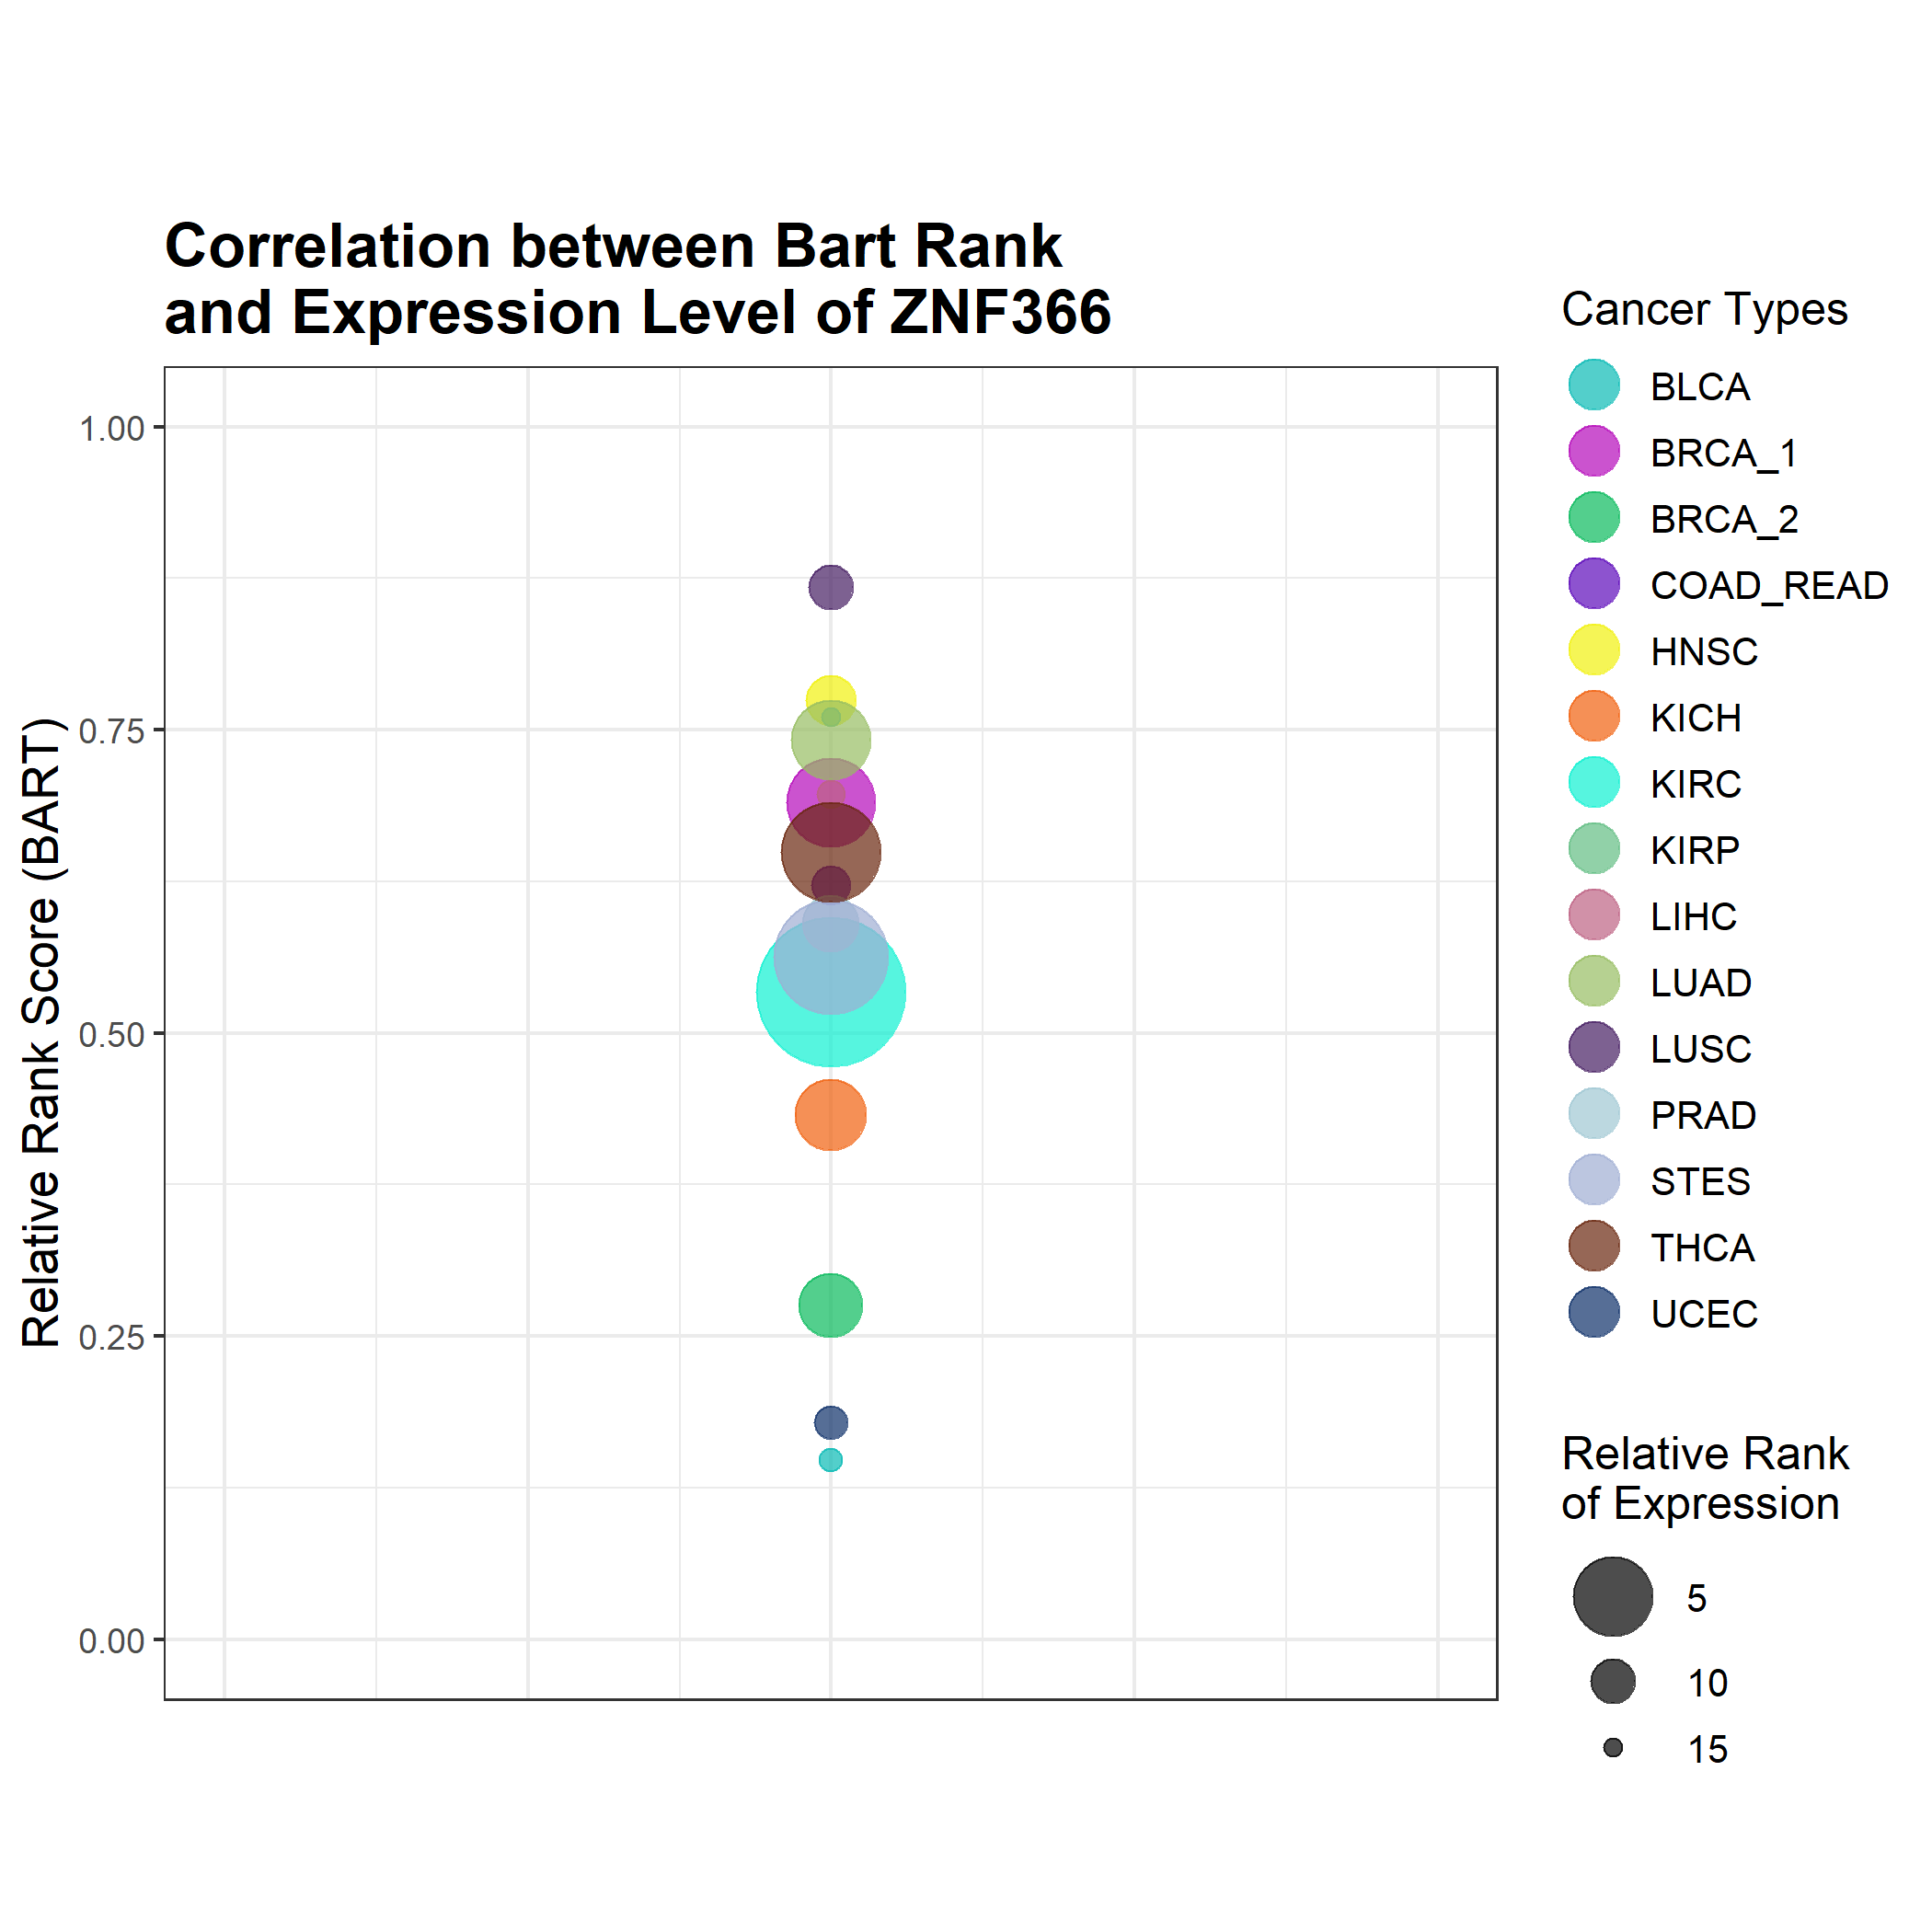 Correlation between Bart Rank
and Expression Level of ZNF366
Relative Rank Score (BART)
1.00
0.75
0.50
0.25
0.00
Cancer Types
BLCA
BRCA_1
BRCA_2
COAD_READ
HNSC
KICH
KIRC
KIRP
LIHC
LUAD
LUSC
PRAD
STES
THCA
UCEC
Relative Rank
of Expression
5
10
15